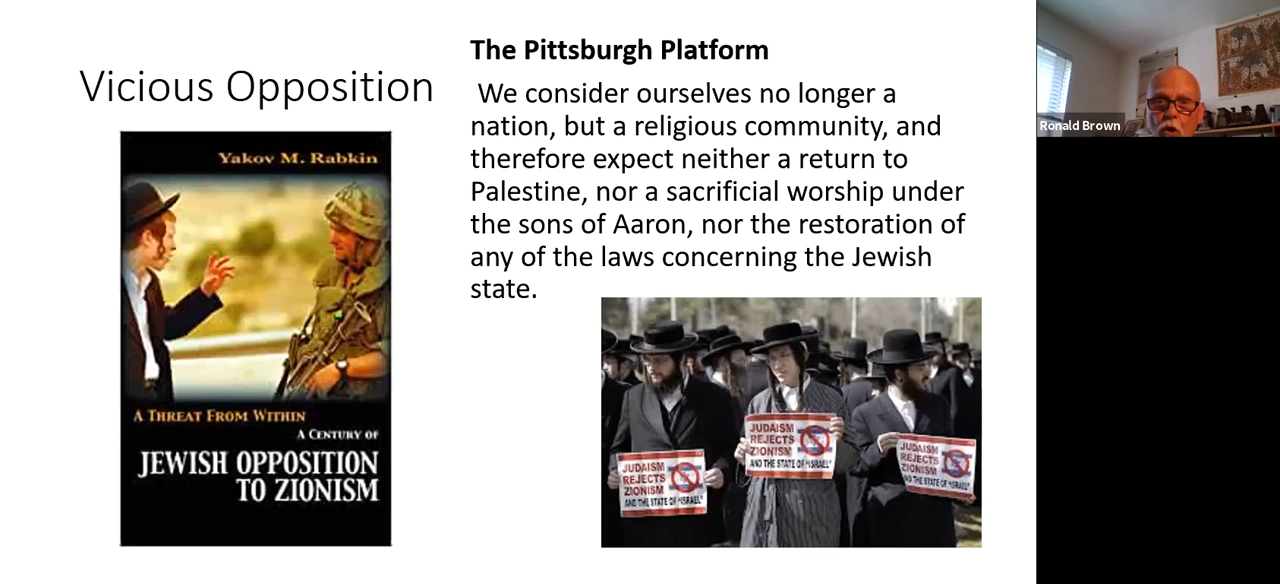 Vicious Opposition
Yakov M. Rabkin
A THREAT FROM WITHIN
A CENTURY OF
JEWISH OPPOSITION
TO ZIONISM
The Pittsburgh Platform
We consider ourselves no longer a
nation, but a religious community, and
therefore expect neither a return to
Palestine, nor a sacrificial worship under
the sons of Aaron, nor the restoration of
any of the laws concerning the Jewish
state.
JUDAISM
REJECTS
ZIONISM
AND THE STATE OF "ISRAEL"
JUDAISM
REJECTS
ZIONISM
AND THE STATE OF "ISRAEL"
JUDAISM
REJECTS
ZIONISM
AND THE STATE OF "ISRAEL"
Ronald Brown